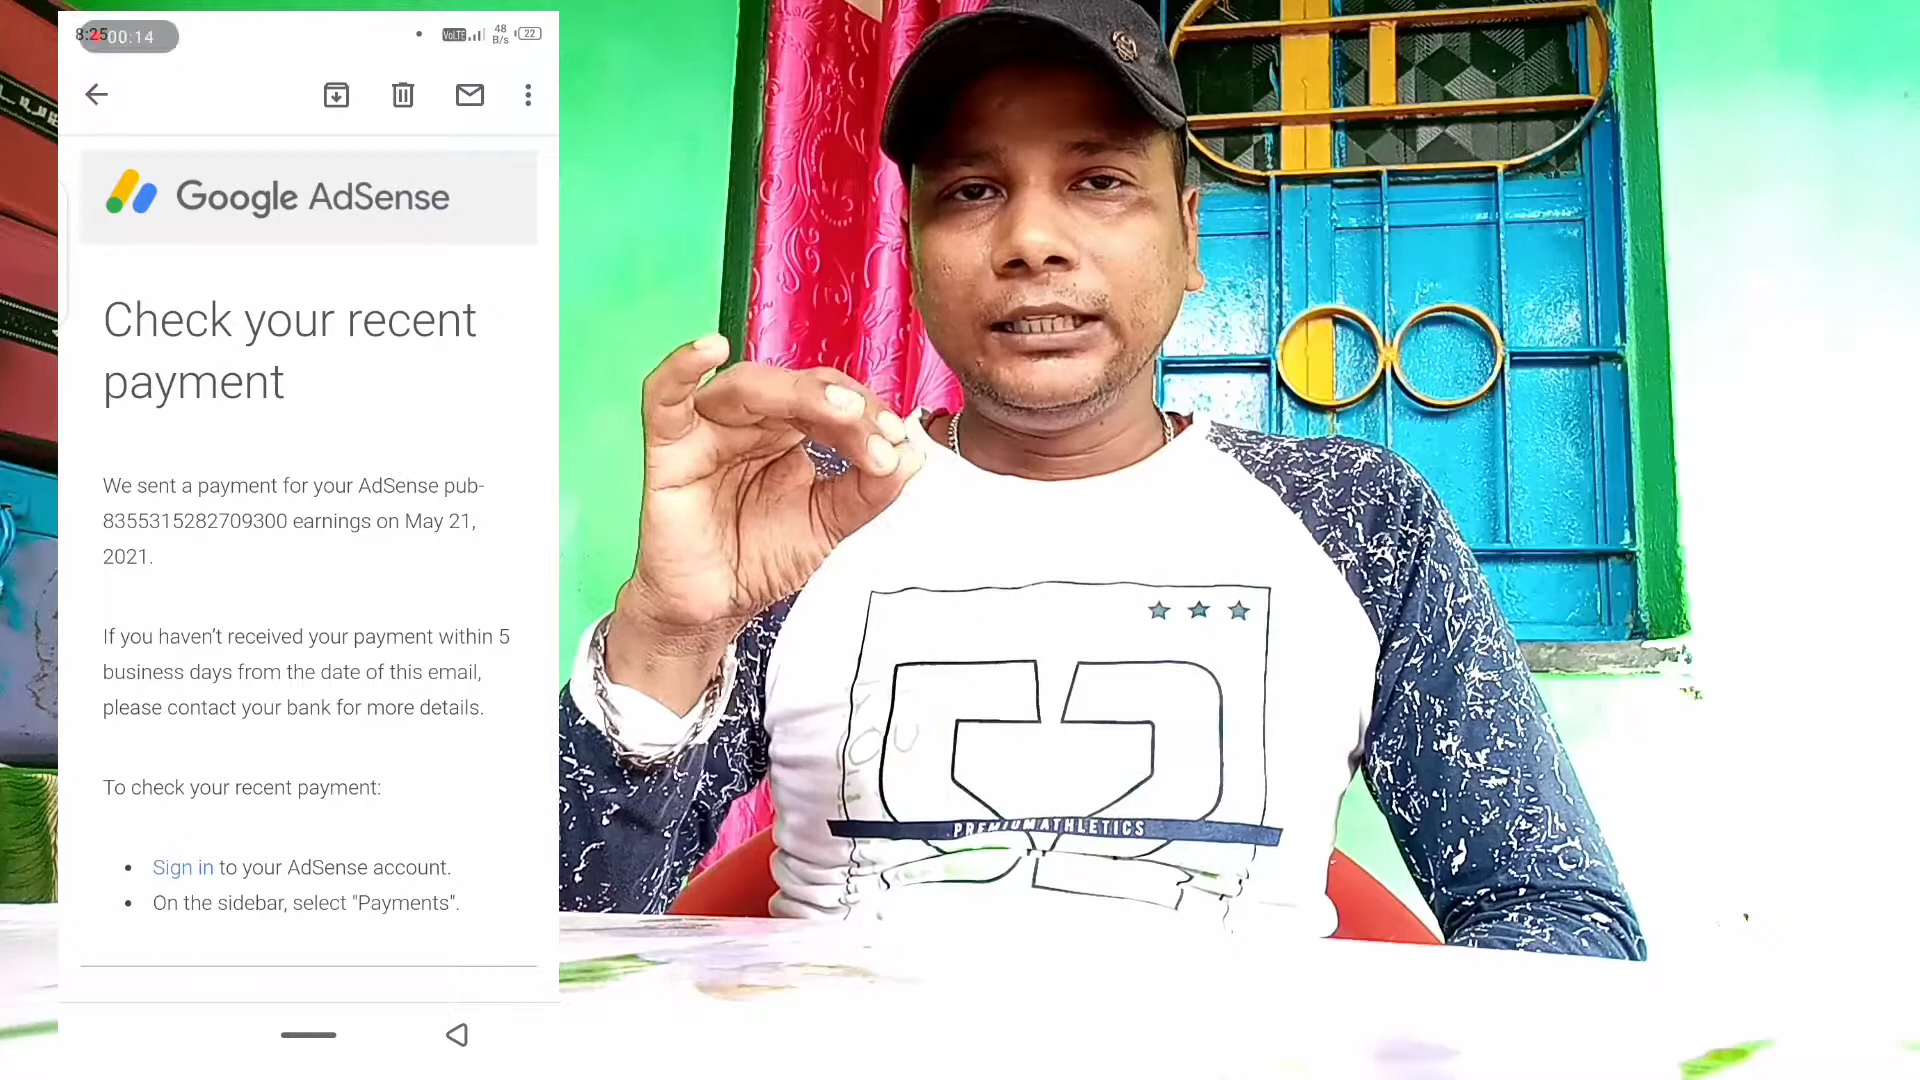 8:25
00:14
VoLTE
48
B/s
22
Google AdSense
Check your recent
payment
We sent a payment for your AdSense pub-
8355315282709300 earnings on May 21,
2021.
If you haven’t received your payment within 5
business days from the date of this email,
please contact your bank for more details.
To check your recent payment:
• Sign in to your AdSense account.
• On the sidebar, select "Payments".
PREMIUMATHLETICS